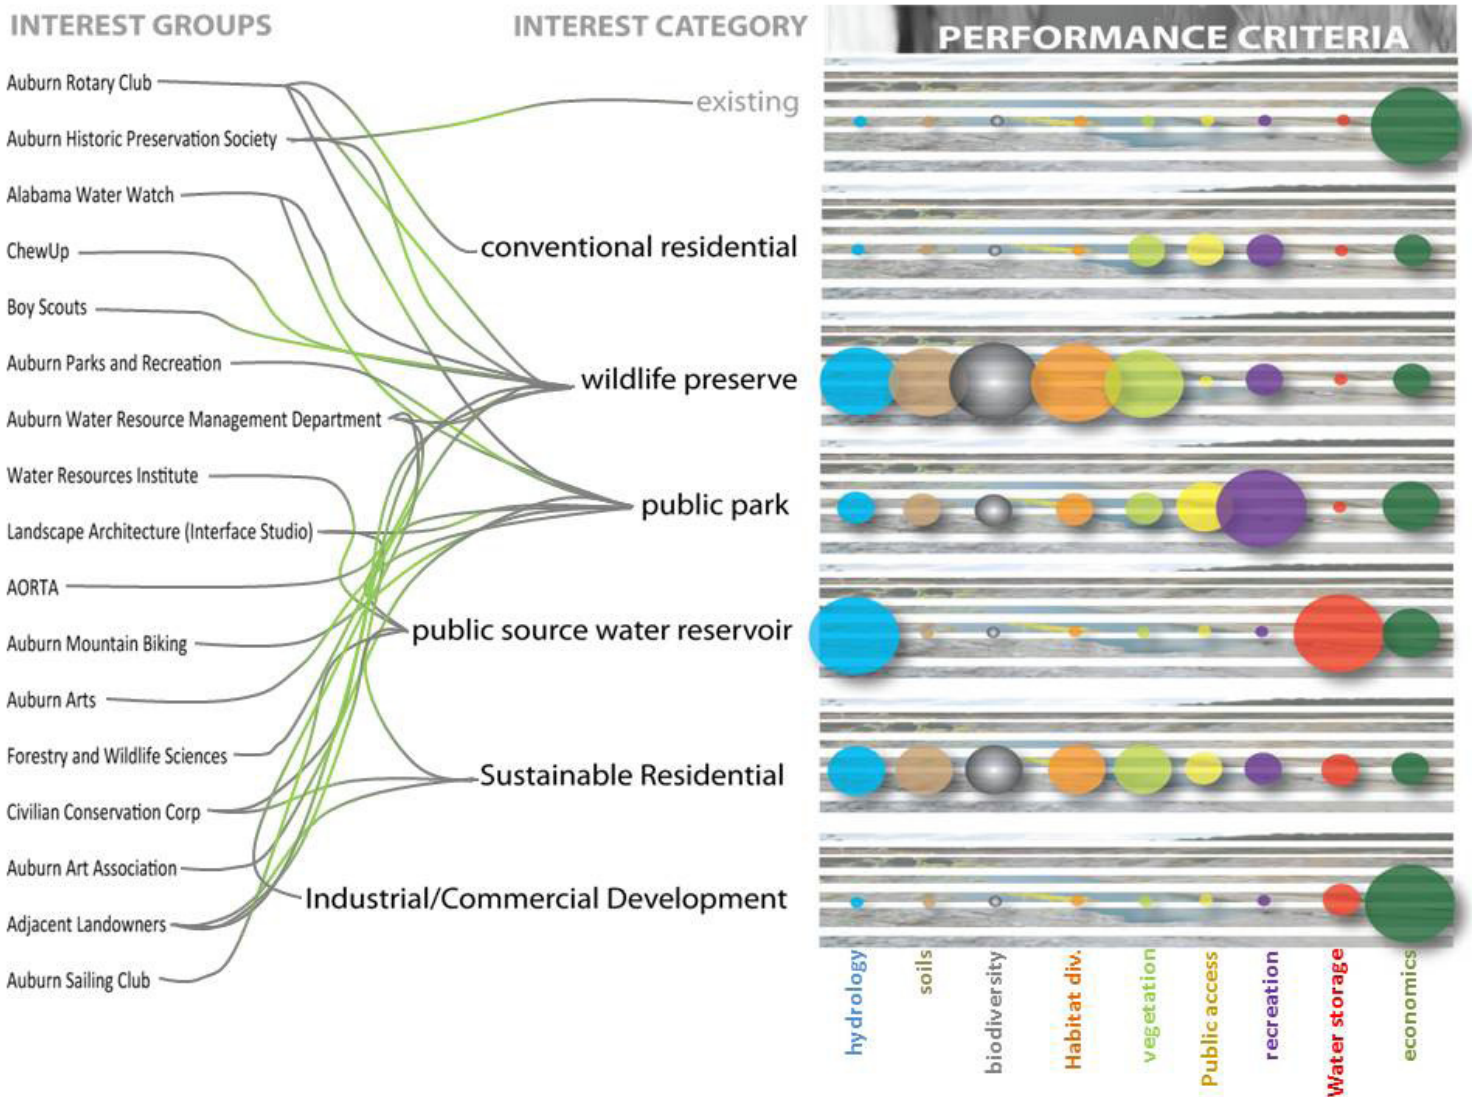 INTEREST GROUPS
INTEREST CATEGORY
PERFORMANCE CRITERIA
Auburn Rotary Club
Auburn Historic Preservation Society
Alabama Water Watch
ChewUp
Boy Scouts
Auburn Parks and Recreation
Auburn Water Resource Management Department
Water Resources Institute
Landscape Architecture (Interface Studio)
AORTA
Auburn Mountain Biking
Auburn Arts
Forestry and Wildlife Sciences
Civilian Conservation Corp
Auburn Art Association
Adjacent Landowners
Auburn Sailing Club
existing
conventional residential
wildlife preserve
public park
public source water reservoir
Sustainable Residential
Industrial/Commercial Development
hydrology
soils
biodiversity
Habitat div.
vegetation
Public access
recreation
Water storage
economics